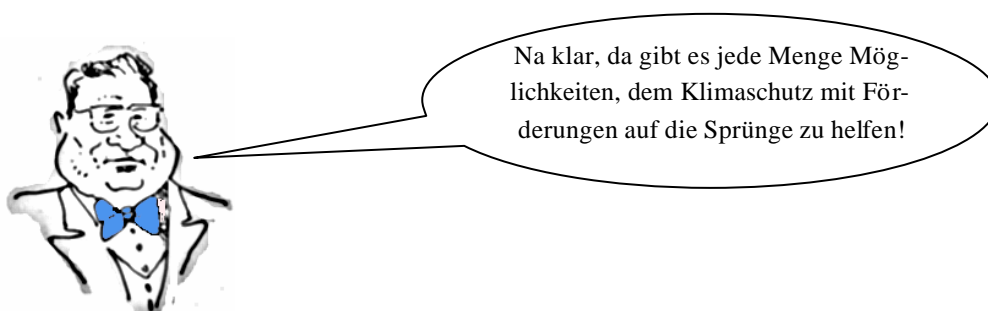 Na klar, da gibt es jede Menge Mög-
lichkeiten, dem Klimaschutz mit För-
derungen auf die Sprünge zu helfen!